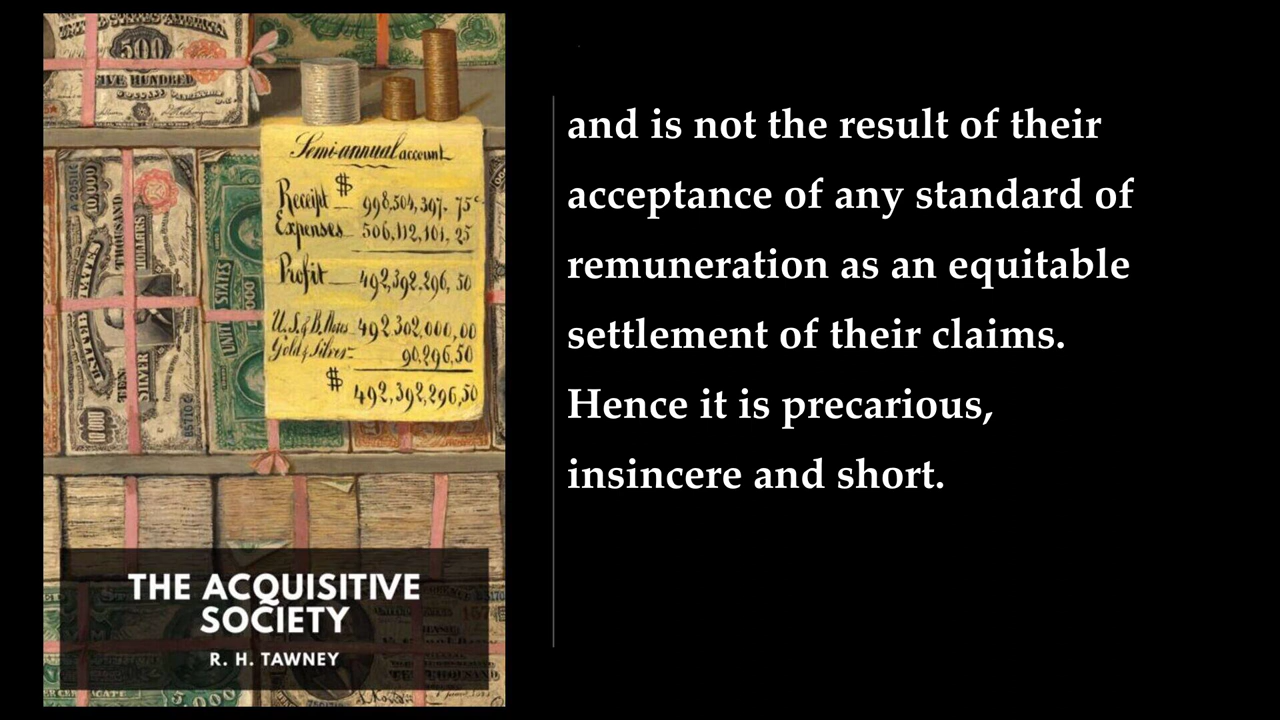 500
FIVE HUNDRED
Semi-annual account
$
Receipt 998,504,397. 75c
Expenses 506,112,101, 25
Profit 492,392.296, 50
U.S.& B. Notes 492.302,000,00
Gold & Silver 90,296,50
$ 492,392,296,50
THE ACQUISITIVE
SOCIETY
R. H. TAWNEY
and is not the result of their
acceptance of any standard of
remuneration as an equitable
settlement of their claims.
Hence it is precarious,
insincere and short.